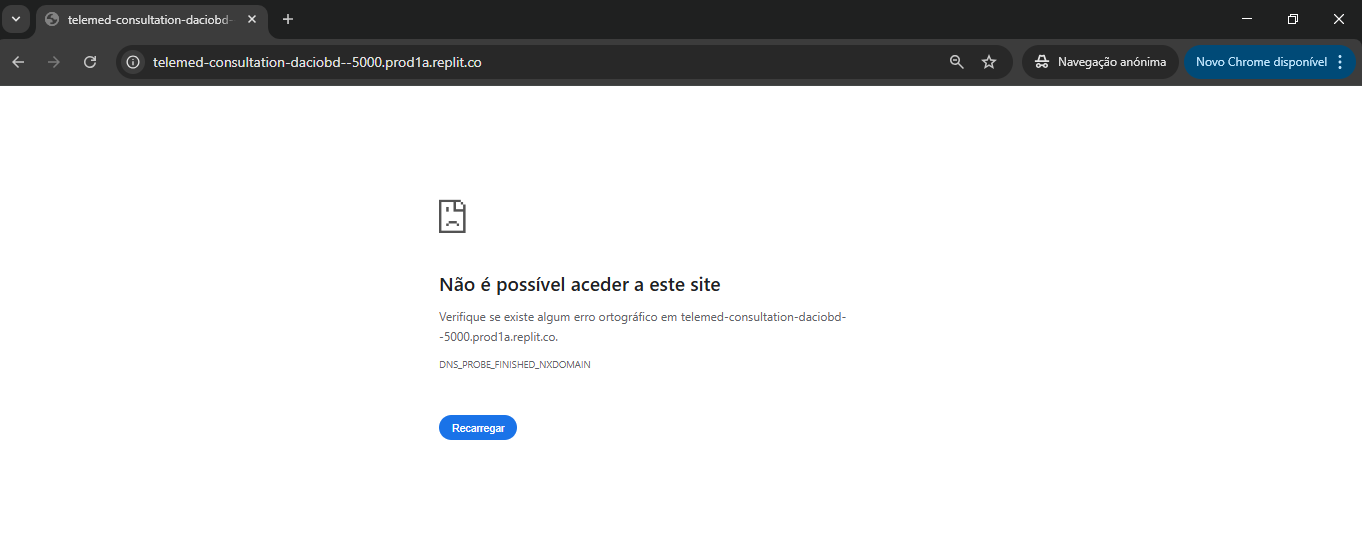 telemed-consultation-daciobd-
telemed-consultation-daciobd--5000.prod1a.replit.co
Navegação anónima
Novo Chrome disponível
Não é possível aceder a este site
Verifique se existe algum erro ortográfico em telemed-consultation-daciobd-
-5000.prod1a.replit.co.
DNS_PROBE_FINISHED_NXDOMAIN
Recarregar